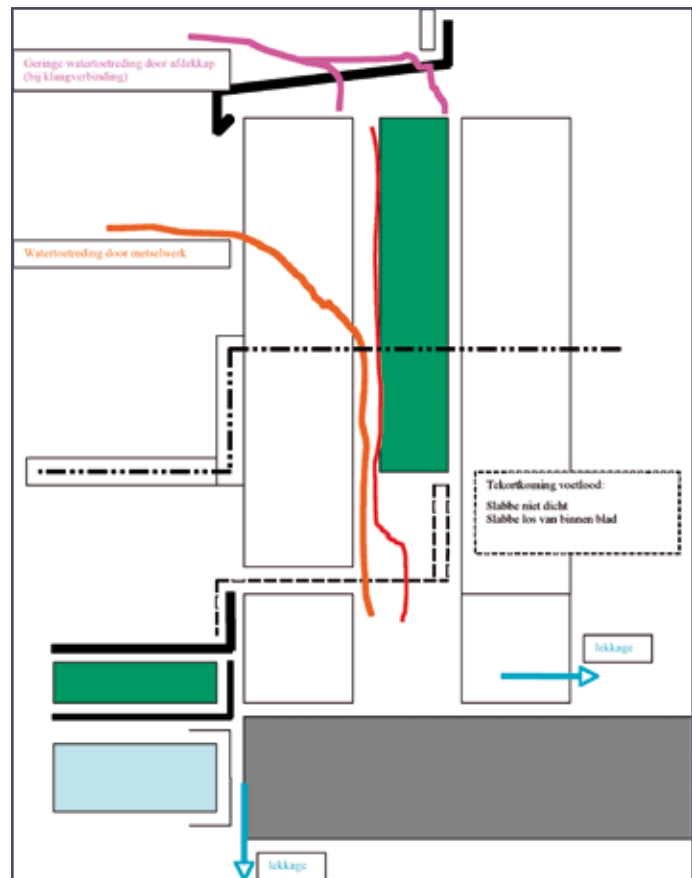 Geringe watertoetreding door afdekkap
(bij klangverbinding)
Watertoetreding door metselwerk
Tekortkoming voetlood:
Slabbe niet dicht
Slabbe los van binnen blad
lekkage
lekkage